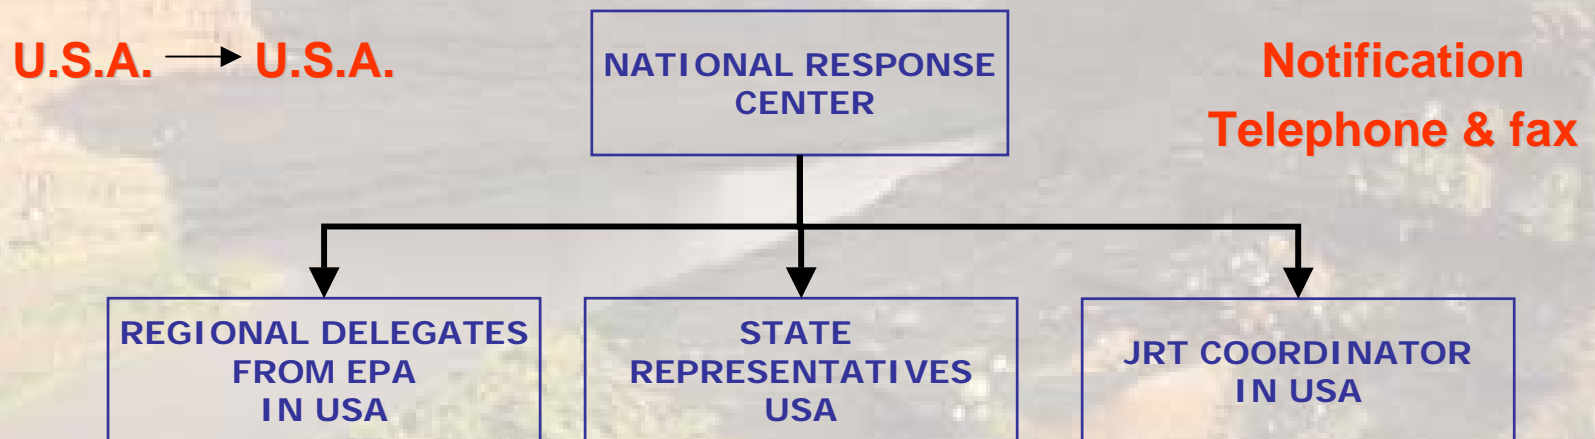 U.S.A. → U.S.A.
NATIONAL RESPONSE
CENTER
Notification
Telephone & fax
REGIONAL DELEGATES
FROM EPA
IN USA
STATE
REPRESENTATIVES
USA
JRT COORDINATOR
IN USA